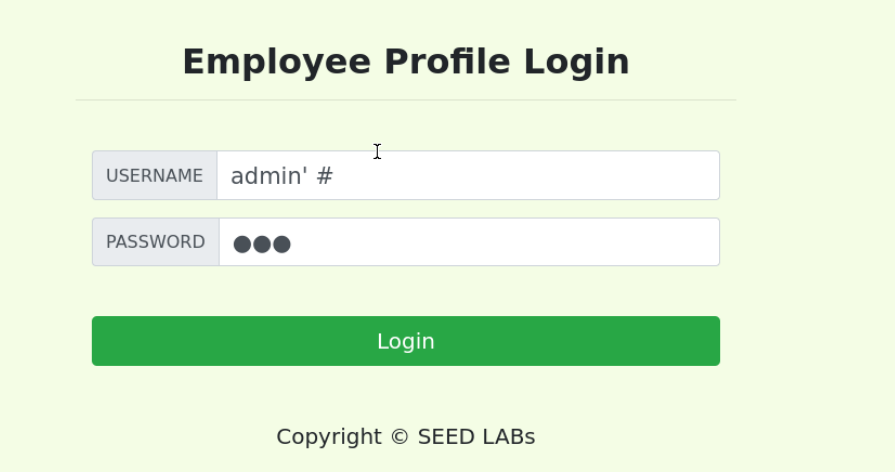 Employee Profile Login
USERNAME admin' #
PASSWORD ●●●
Login
Copyright © SEED LABs